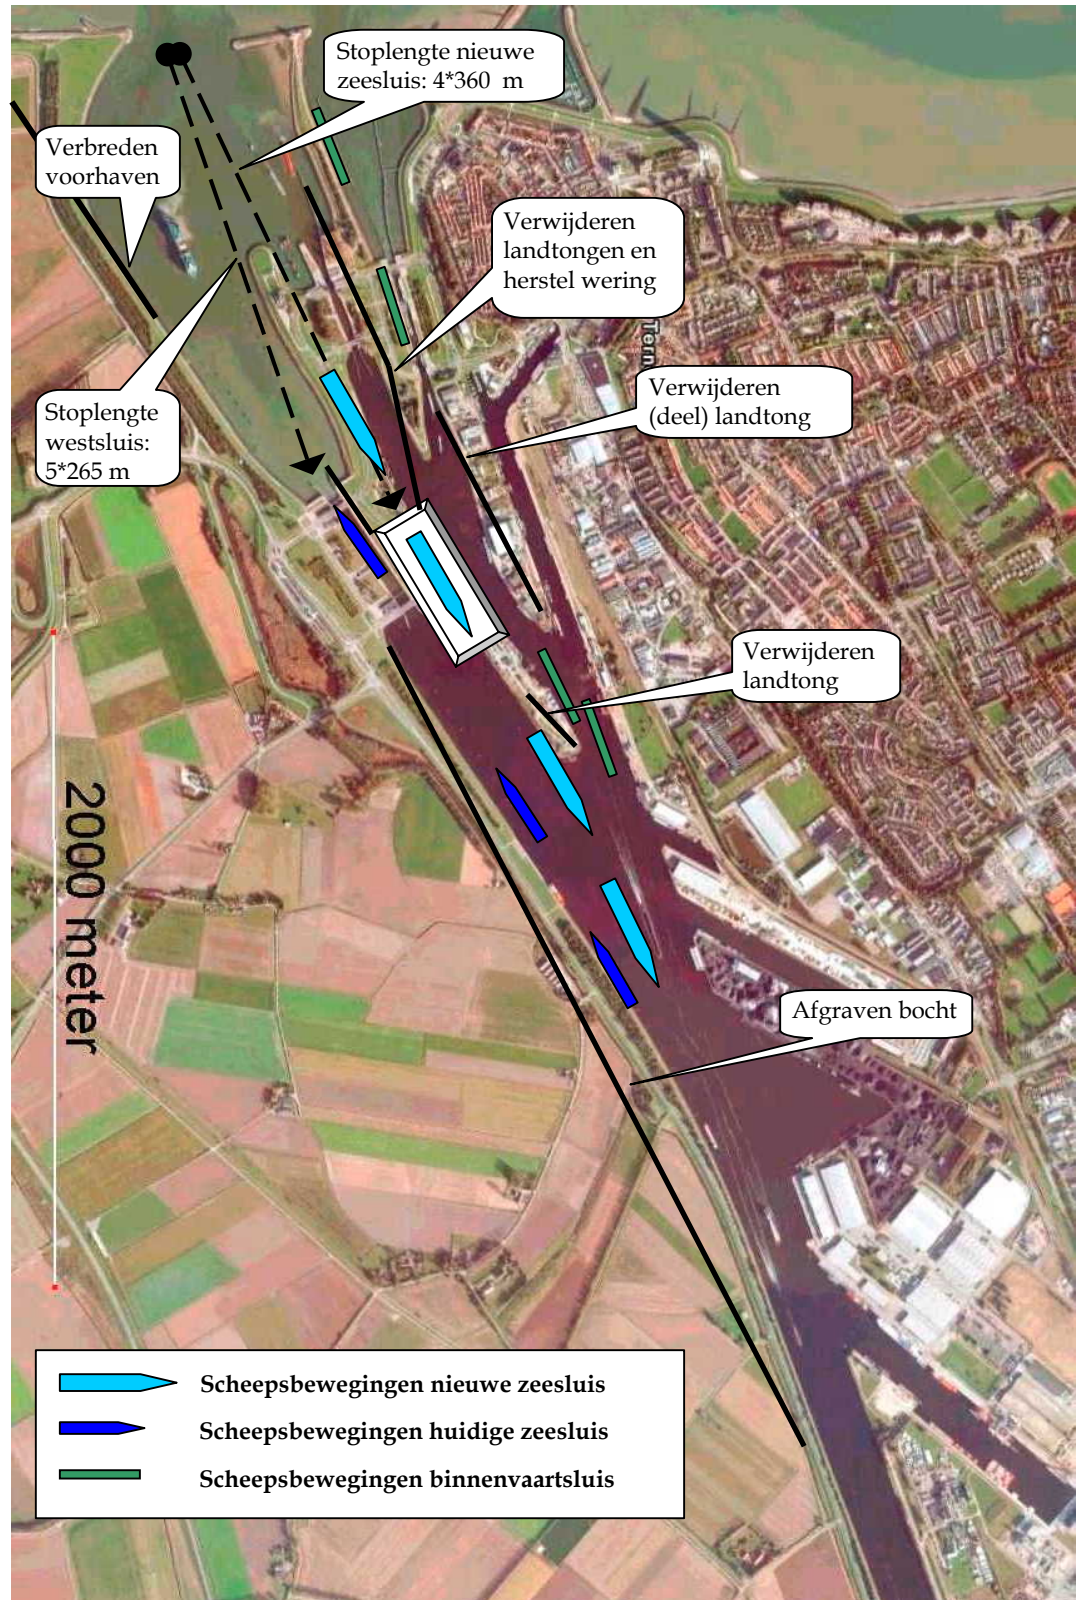 Stoplengte nieuwe
zeesluis: 4*360 m
Verbreden
voorhaven
Verwijderen
landtongen en
herstel wering
Tern
Verwijderen
(deel) landtong
Stoplengte
westsluis:
5*265 m
Verwijderen
landtong
2000 meter
Afgraven bocht
Scheepsbewegingen nieuwe zeesluis
Scheepsbewegingen huidige zeesluis
Scheepsbewegingen binnenvaartsluis